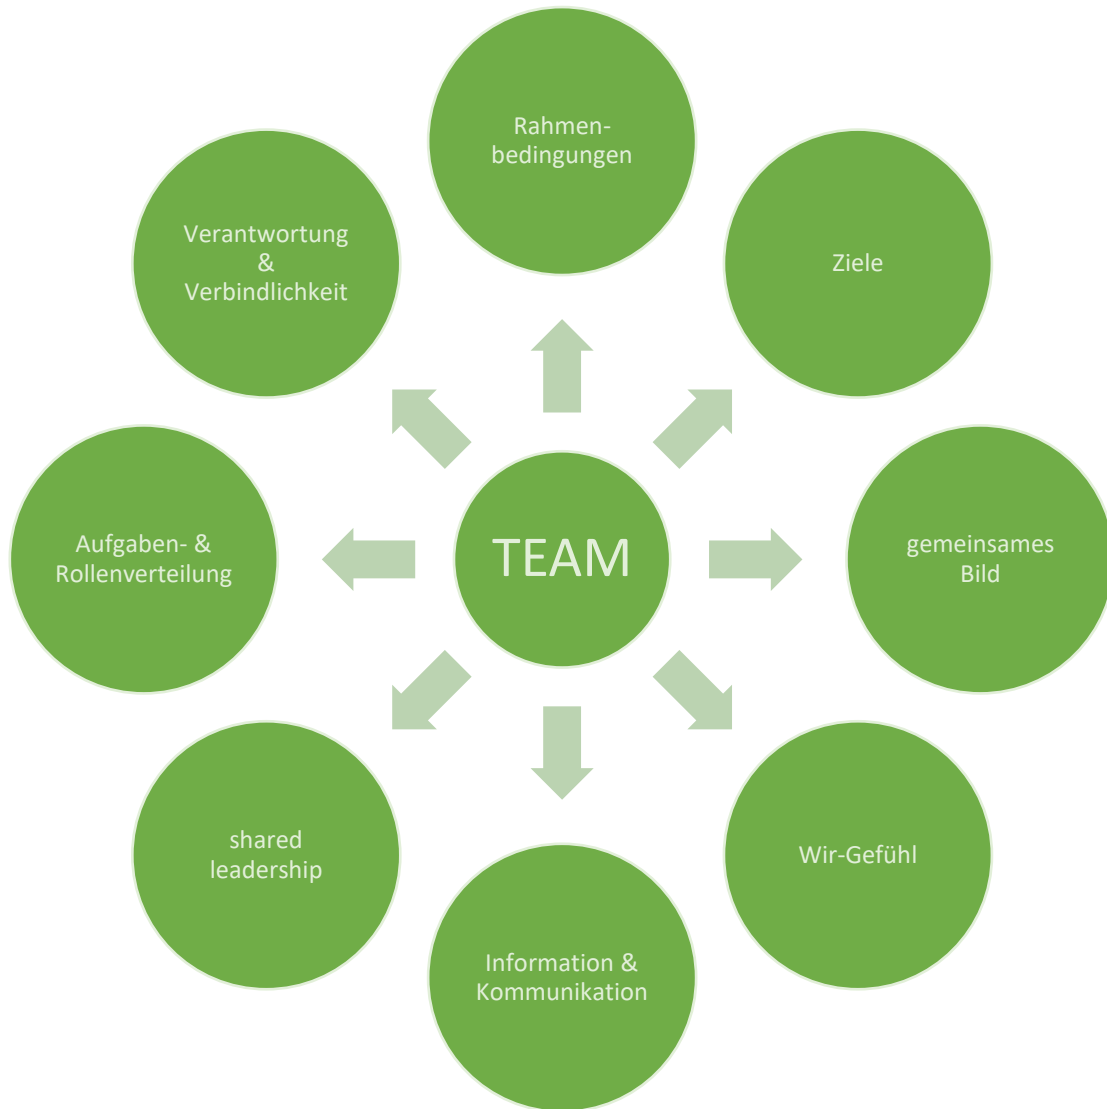 Rahmen-
bedingungen
Verantwortung
&
Verbindlichkeit
Ziele
Aufgaben- &
Rollenverteilung
TEAM
gemeinsames
Bild
shared
leadership
Wir-Gefühl
Information &
Kommunikation